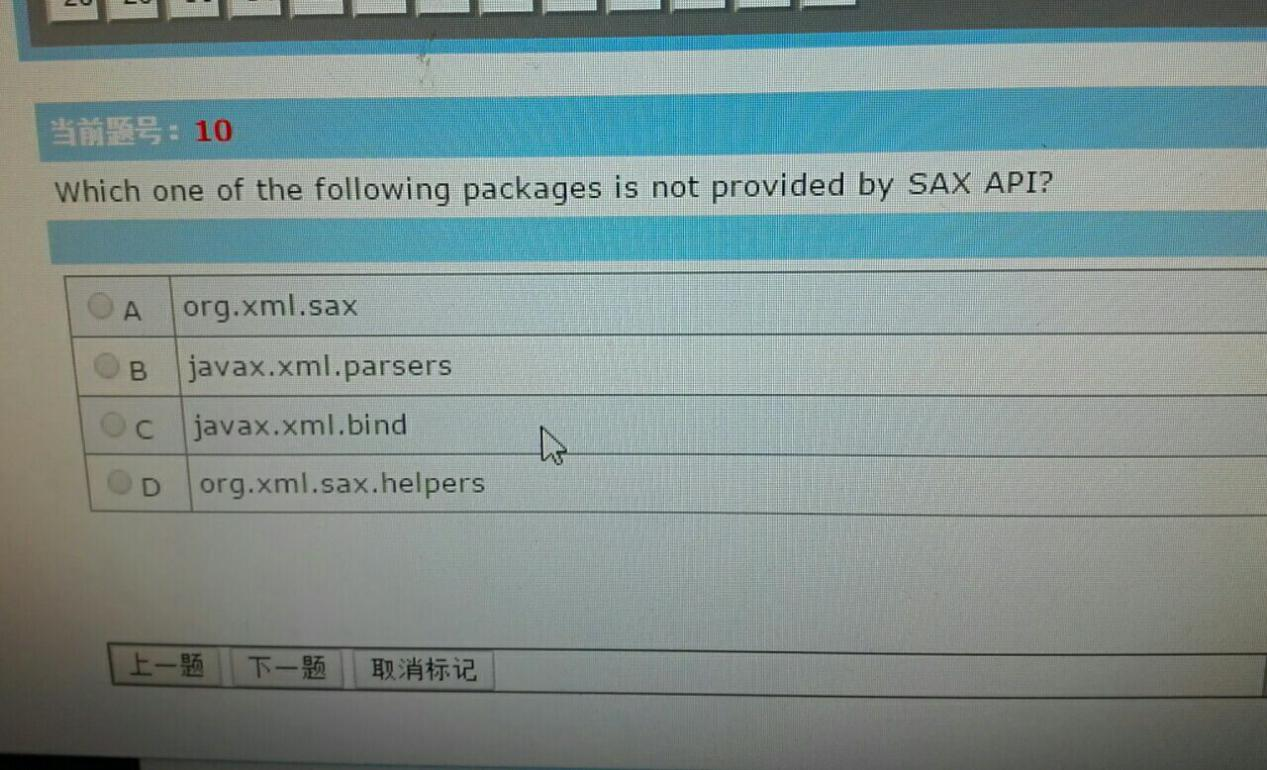 当前题号：10
Which one of the following packages is not provided by SAX API?
A org.xml.sax
B javax.xml.parsers
C javax.xml.bind
D org.xml.sax.helpers
上一题 下一题 取消标记